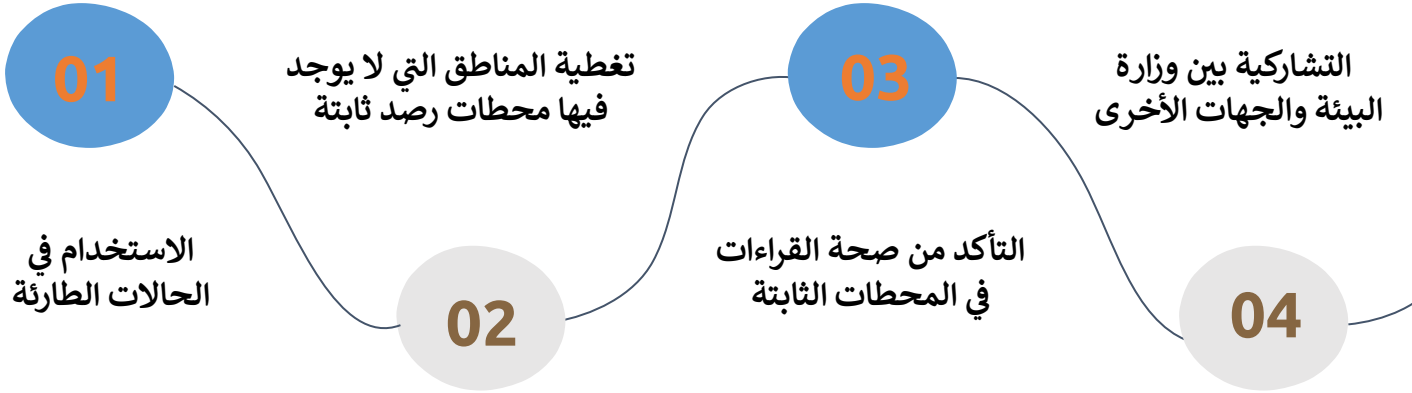 01
الاستخدام في
الحالات الطارئة
تغطية المناطق التي لا يوجد
فيها محطات رصد ثابتة
02
03
التأكد من صحة القراءات
في المحطات الثابتة
التشاركية بين وزارة
البيئة والجهات الأخرى
04